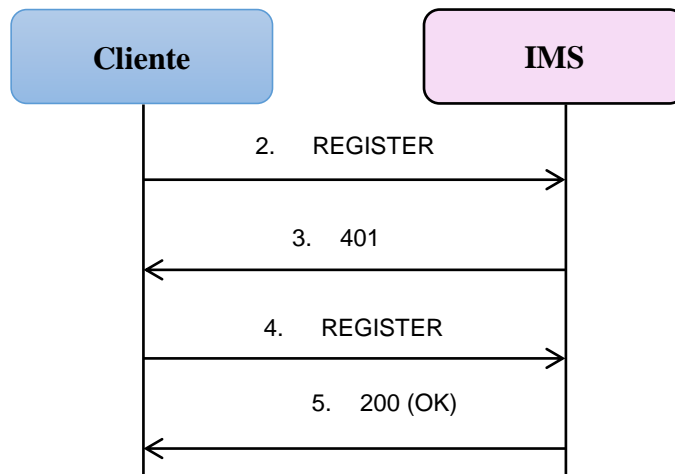 Cliente
IMS
2. REGISTER
3. 401
4. REGISTER
5. 200 (OK)